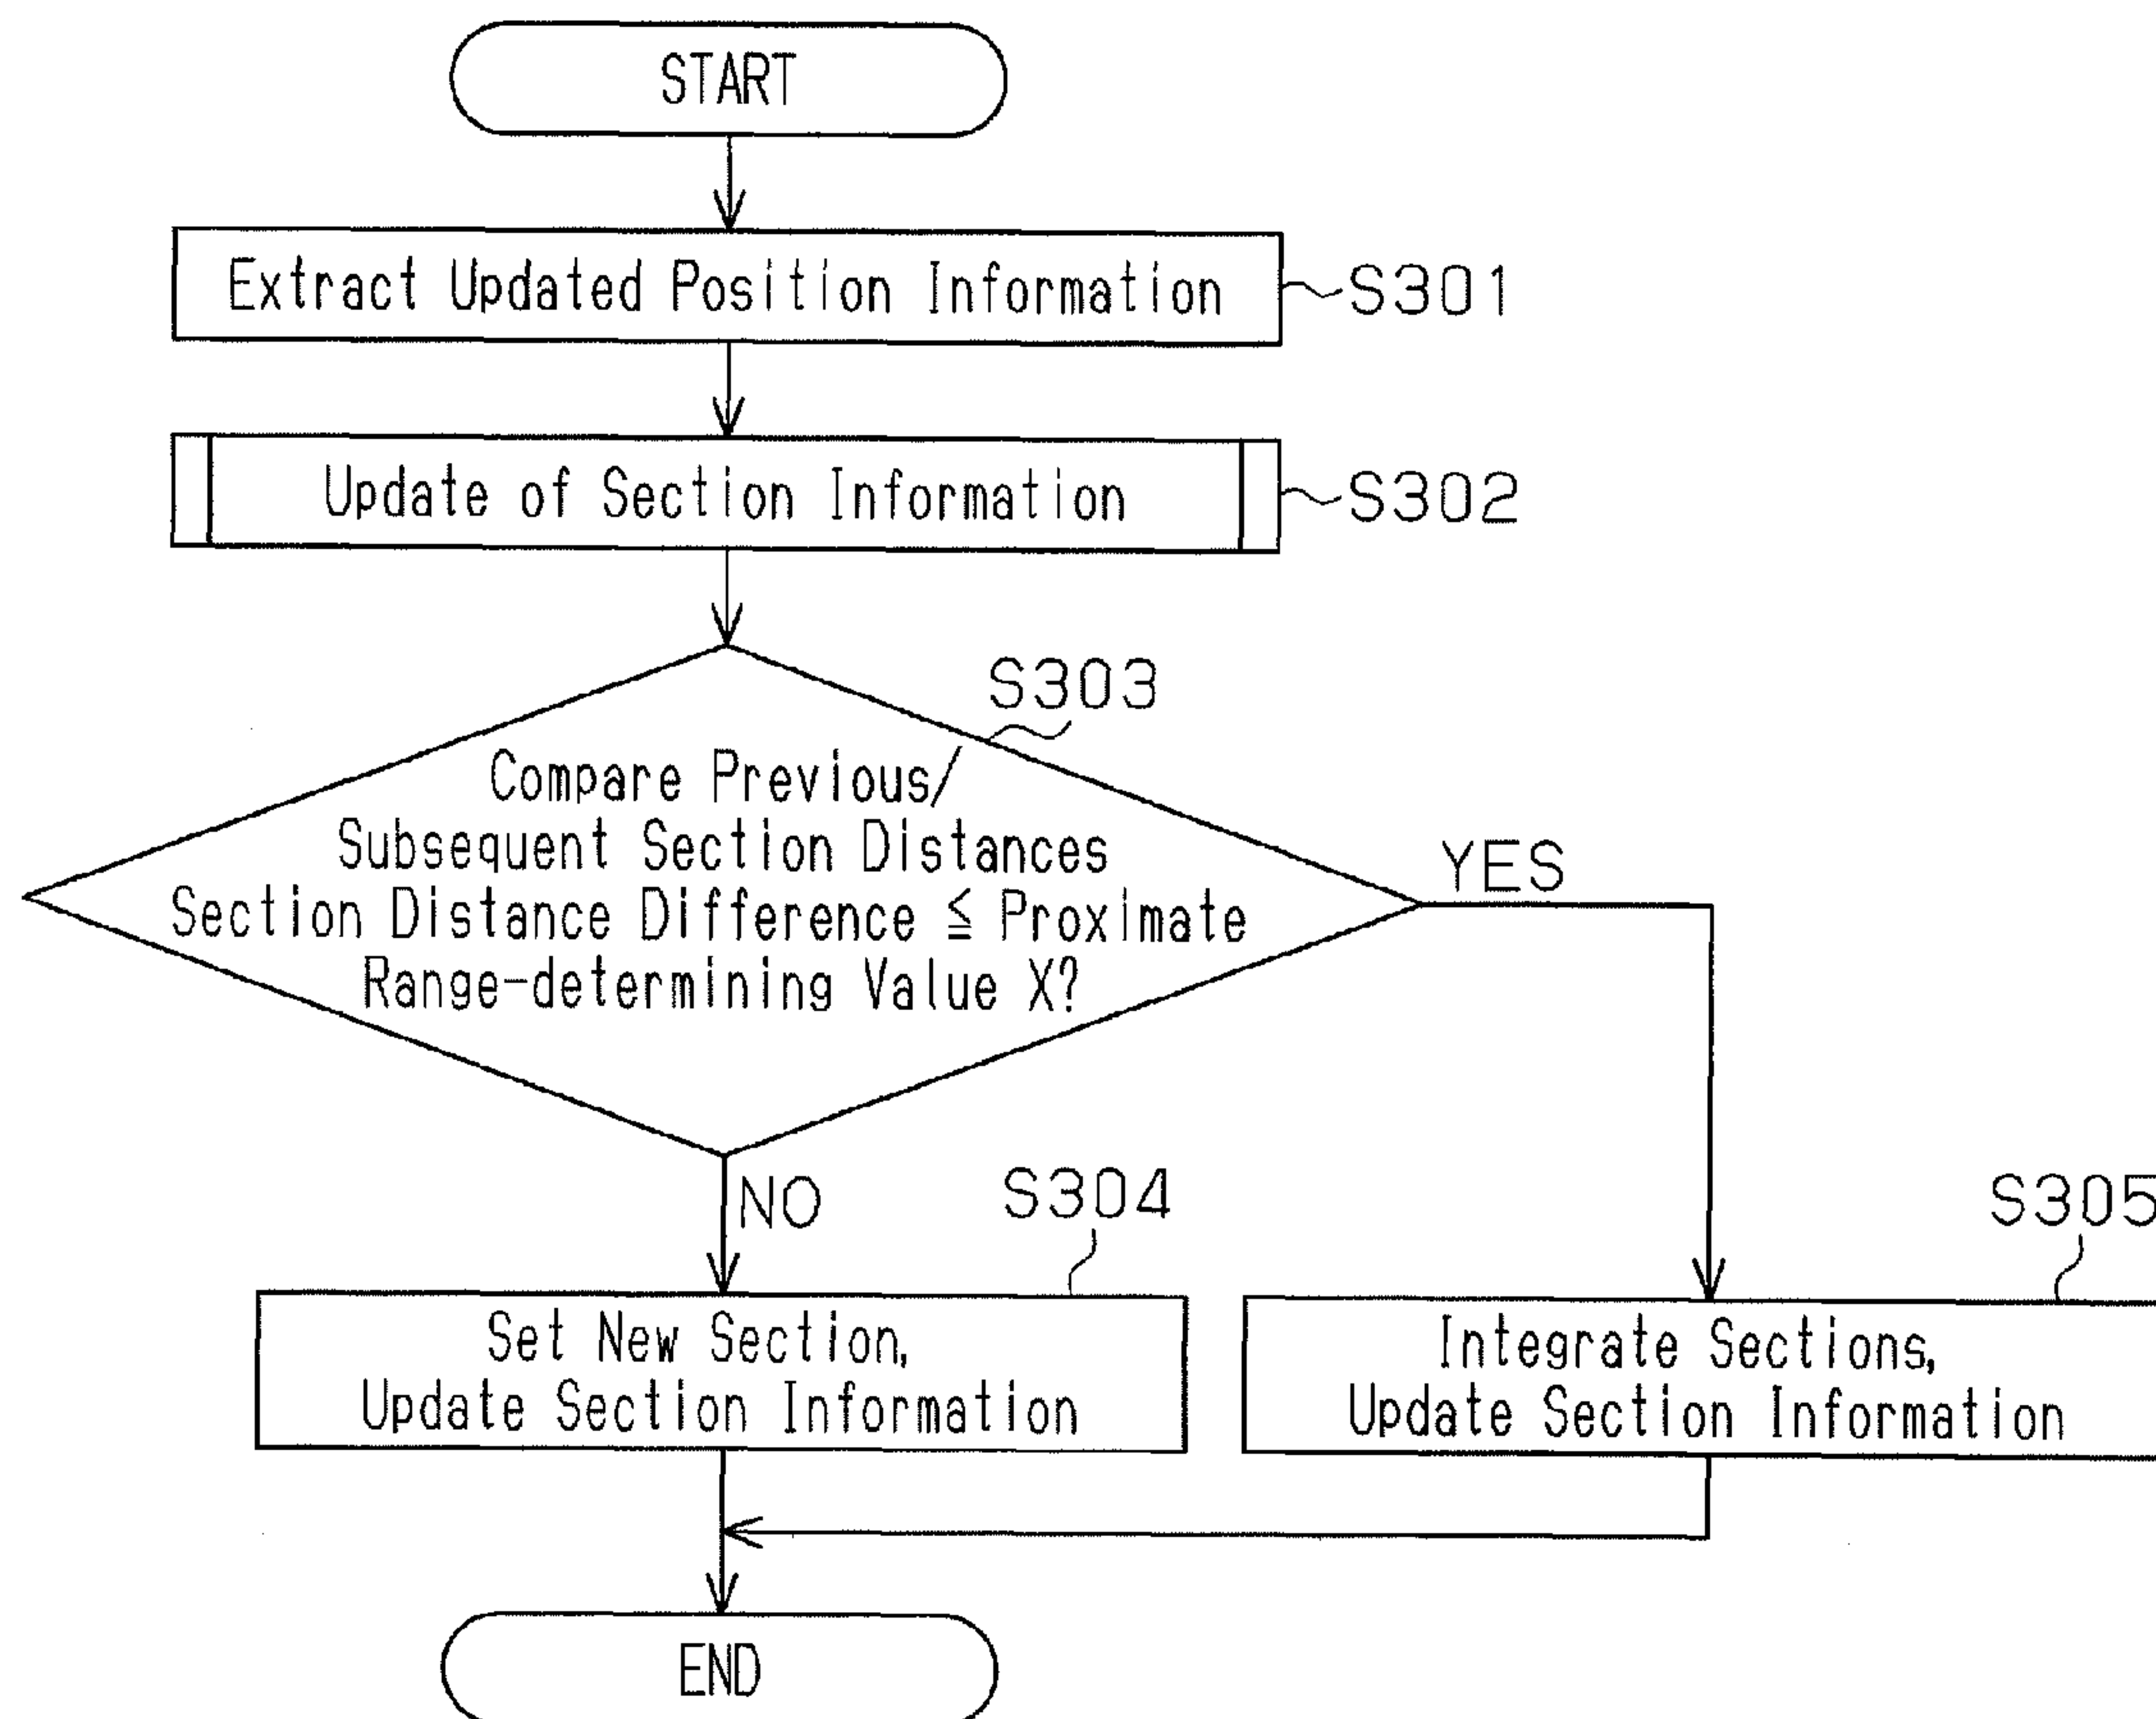 START
Extract Updated Position Information
S301
Update of Section Information
S302
S303
Compare Previous/
Subsequent Section Distances
Section Distance Difference ≦ Proximate
Range-determining Value X?
YES
NO
S304
S305
Set New Section,
Update Section Information
Integrate Sections,
Update Section Information
END